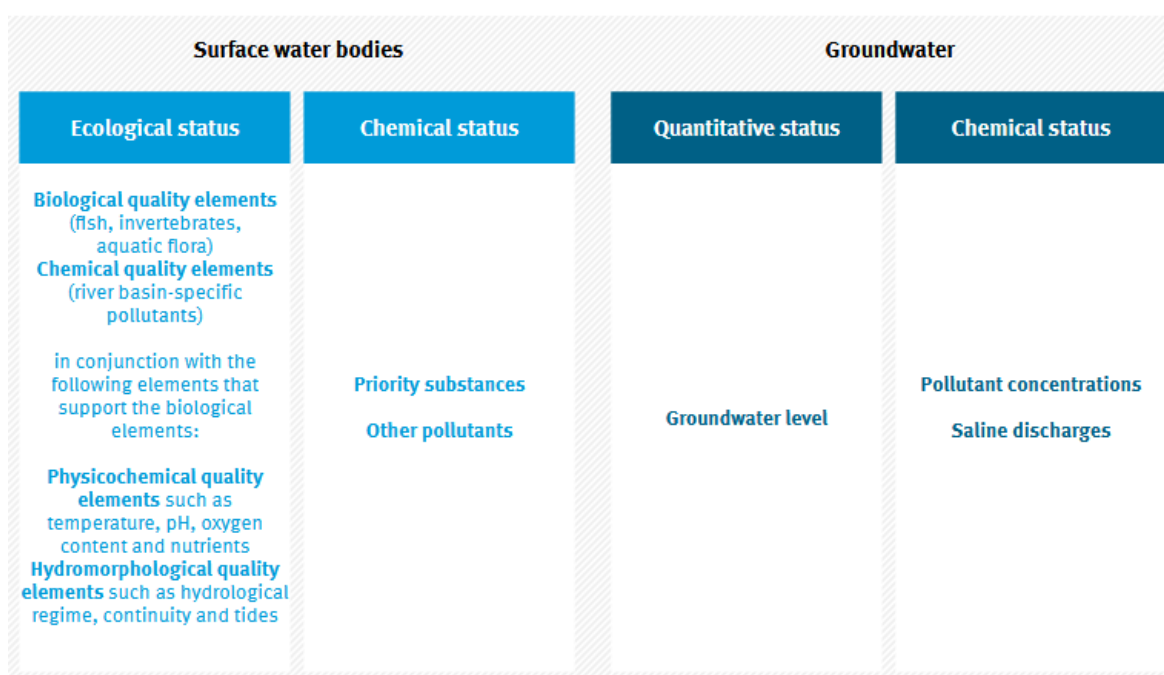 Surface water bodies
Groundwater
Ecological status
Chemical status
Quantitative status
Chemical status
Biological quality elements
(fish, invertebrates,
aquatic flora)
Chemical quality elements
(river basin-specific
pollutants)
in conjunction with the
following elements that
support the biological
elements:
Physicochemical quality
elements such as
temperature, pH, oxygen
content and nutrients
Hydromorphological quality
elements such as hydrological
regime, continuity and tides
Priority substances
Other pollutants
Groundwater level
Pollutant concentrations
Saline discharges